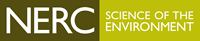 NERC
SCIENCE OF THE
ENVIRONMENT